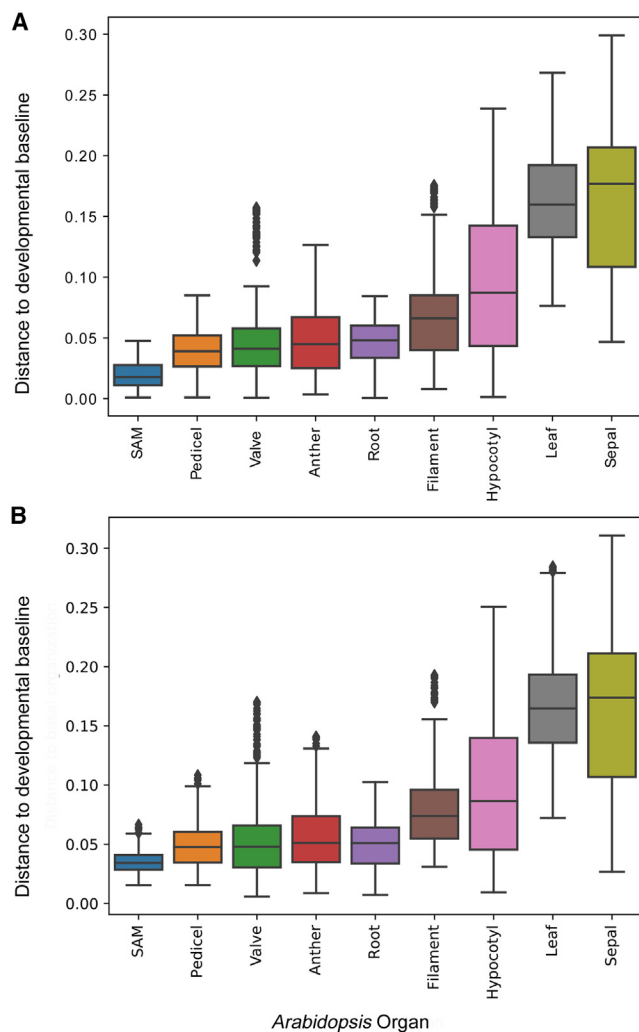 A
Distance to developmental baseline
0.30
0.25
0.20
0.15
0.10
0.05
0.00
SAM
Pedicel
Valve
Anther
Root
Filament
Hypocotyl
Leaf
Sepal
B
Distance to developmental baseline
0.30
0.25
0.20
0.15
0.10
0.05
0.00
SAM
Pedicel
Valve
Anther
Root
Filament
Hypocotyl
Leaf
Sepal
Arabidopsis Organ